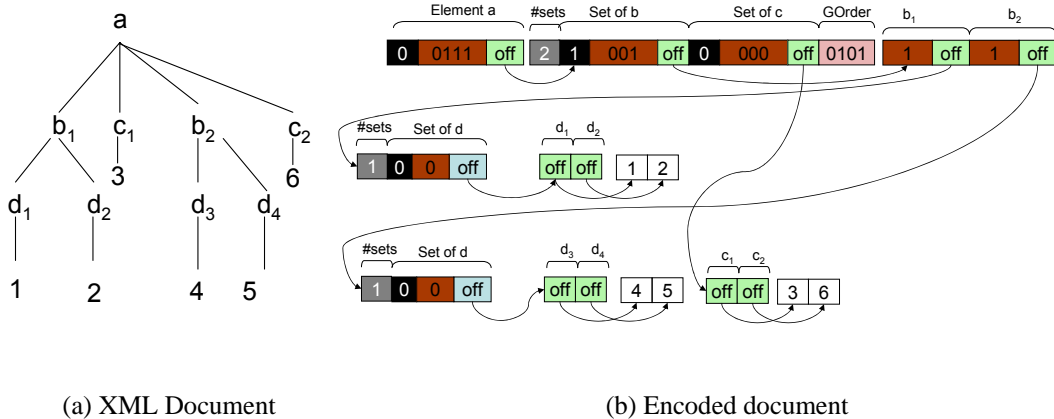 a
b1 c1 b2 c2
3 6
d1 d2 d3 d4
1 2 4 5
(a) XML Document
Element a #sets Set of b Set of c GOrder b1 b2
0 0111 off 2 1 001 off 0 000 off 0101 1 off 1 off
#sets Set of d d1 d2
1 0 0 off off off 1 2
#sets Set of d d3 d4 c1 c2
1 0 0 off off off 4 5 off off 3 6
(b) Encoded document